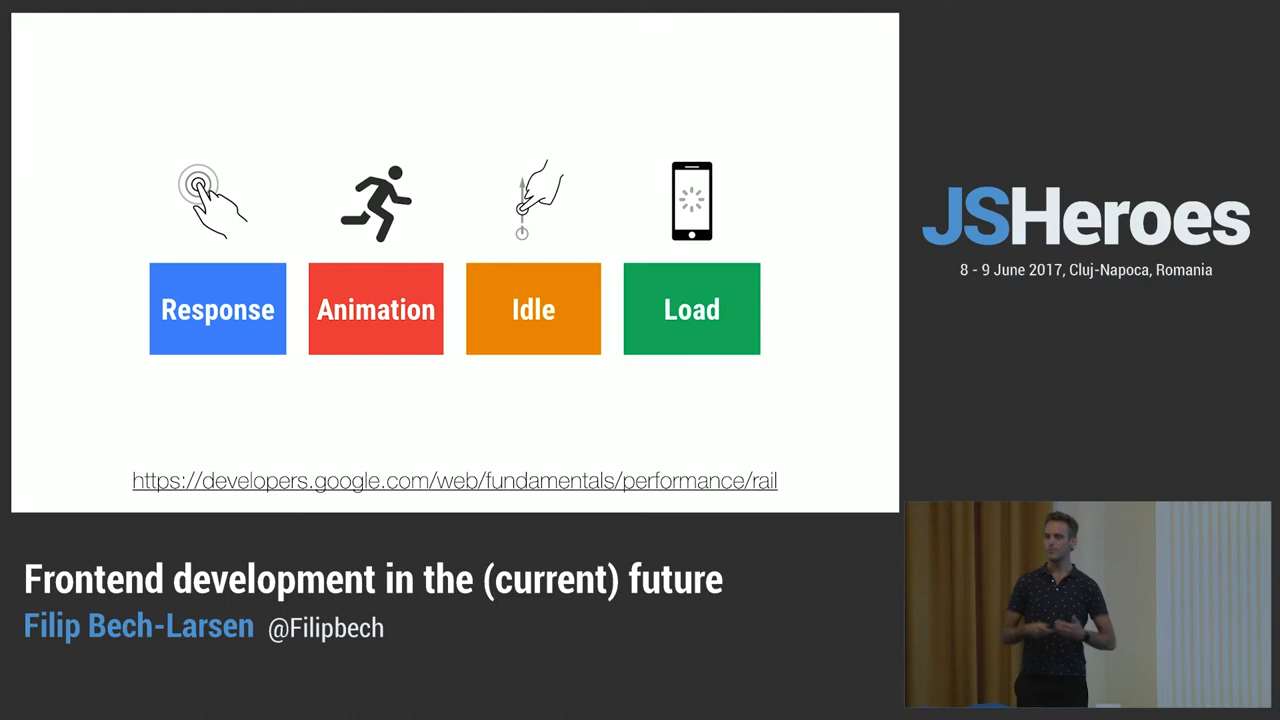 Response
Animation
Idle
Load
https://developers.google.com/web/fundamentals/performance/rail
JSHeroes
8 - 9 June 2017, Cluj-Napoca, Romania
Frontend development in the (current) future
Filip Bech-Larsen @Filipbech